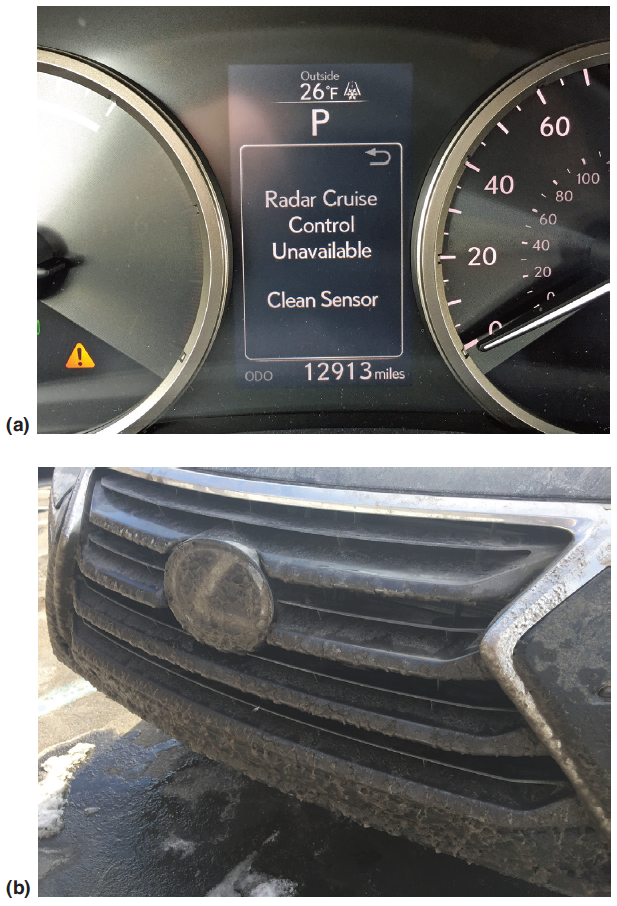 Outside
26°F
P
Radar Cruise
Control
Unavailable
Clean Sensor
ODO 12913 miles
60
40
20
0
100
80
60
40
20
0
(a)
(b)